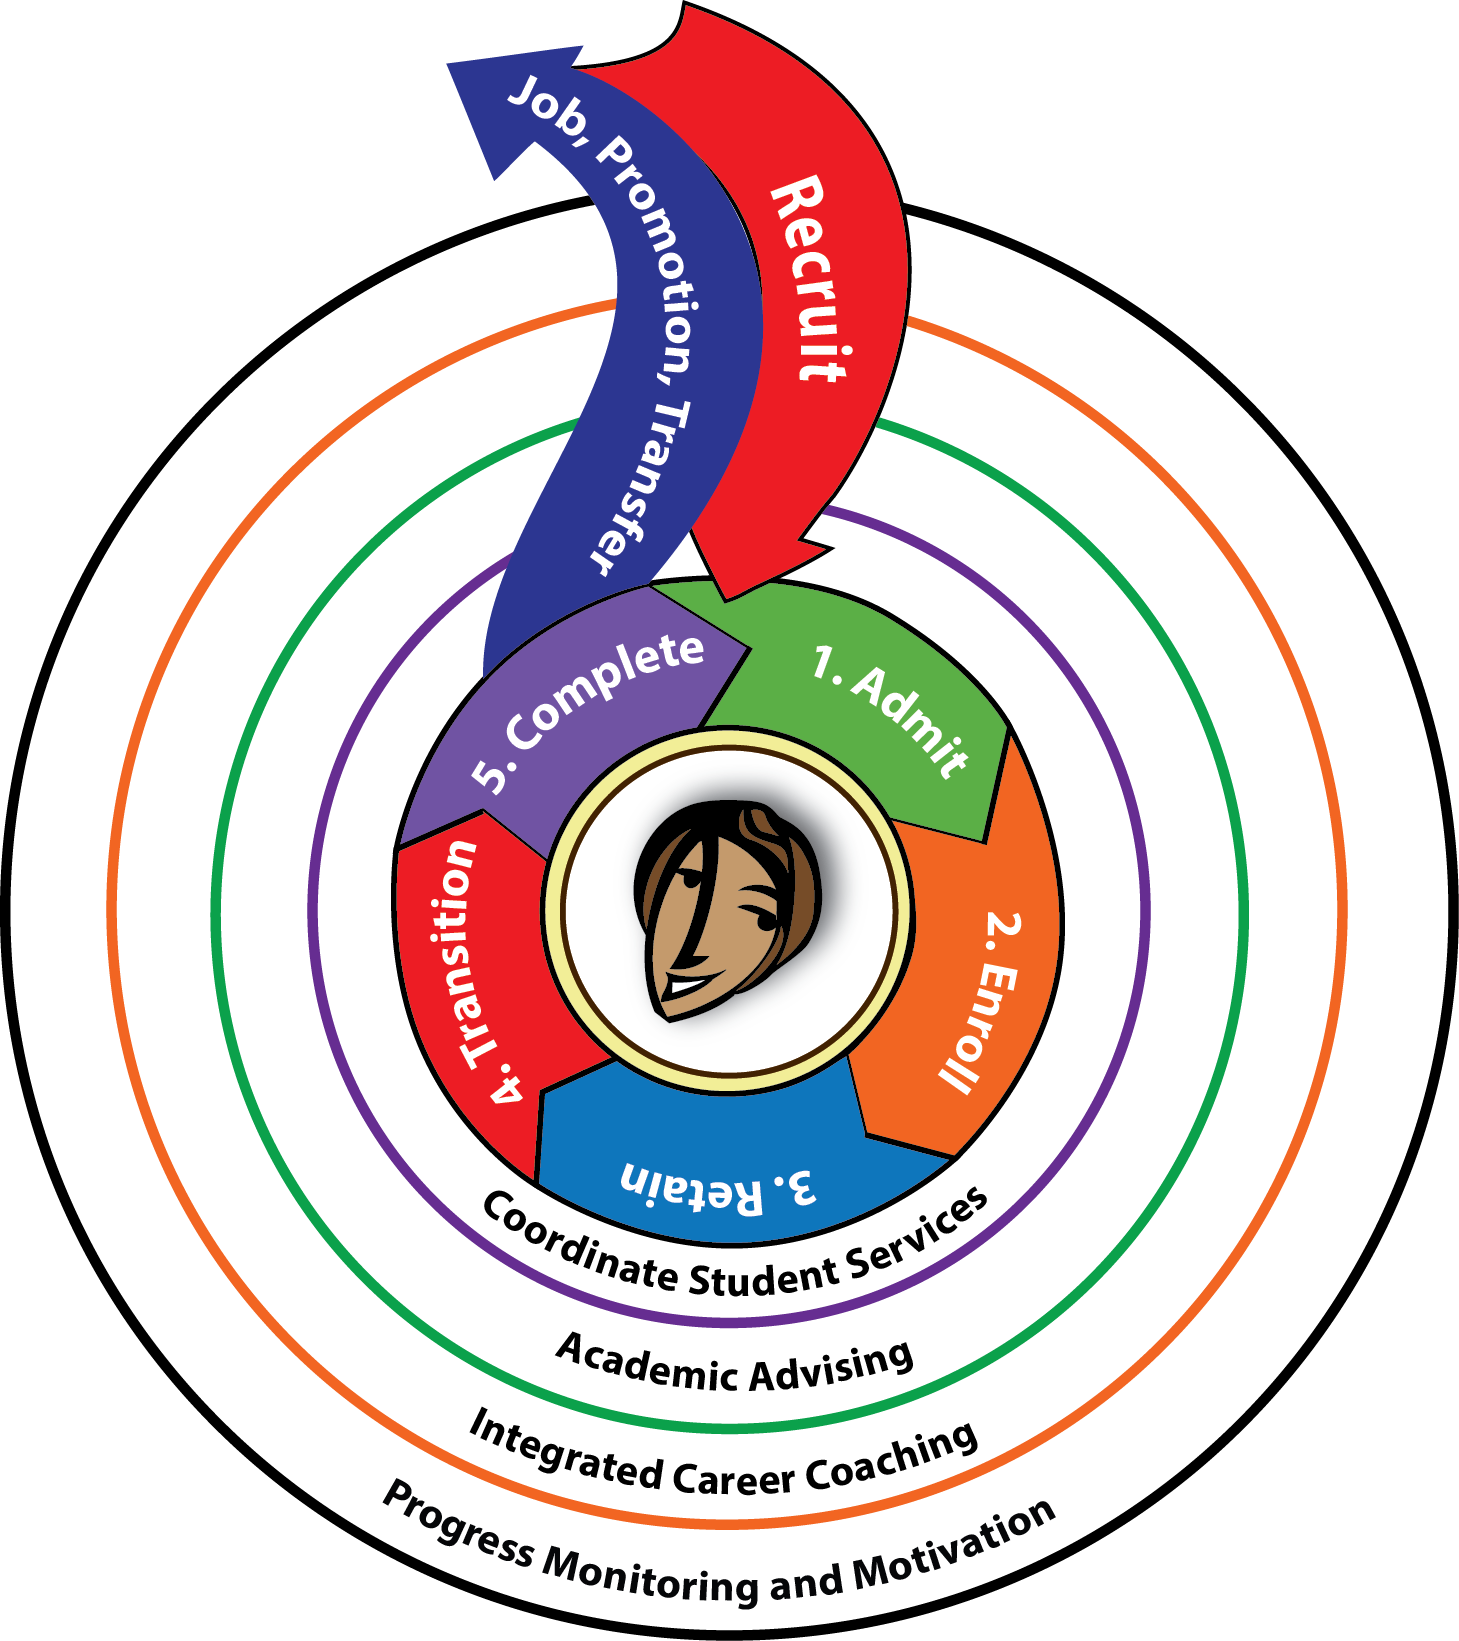 Job, Promotion, Transfer
Recruit
1. Admit
2. Enroll
3. Retain
4. Transition
5. Complete
Coordinate Student Services
Academic Advising
Integrated Career Coaching
Progress Monitoring and Motivation